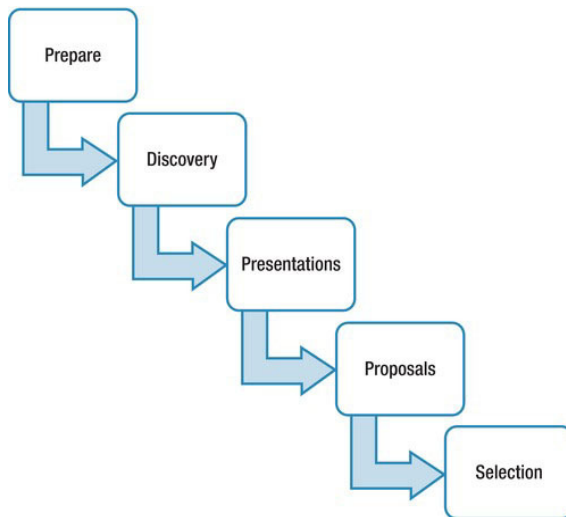 Prepare
Discovery
Presentations
Proposals
Selection